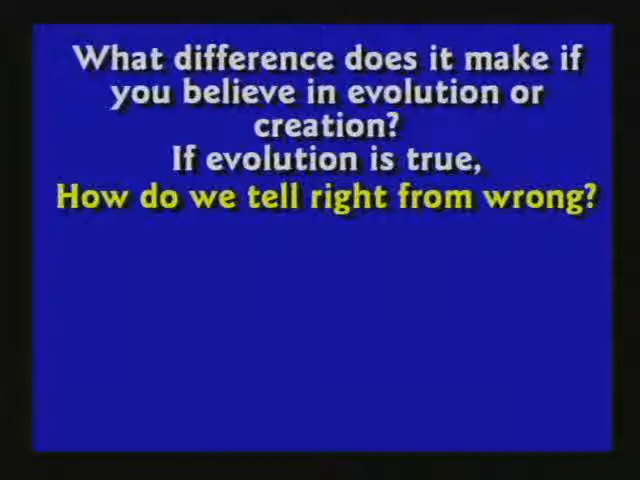 What difference does it make if
you believe in evolution or
creation?
If evolution is true,
How do we tell right from wrong?